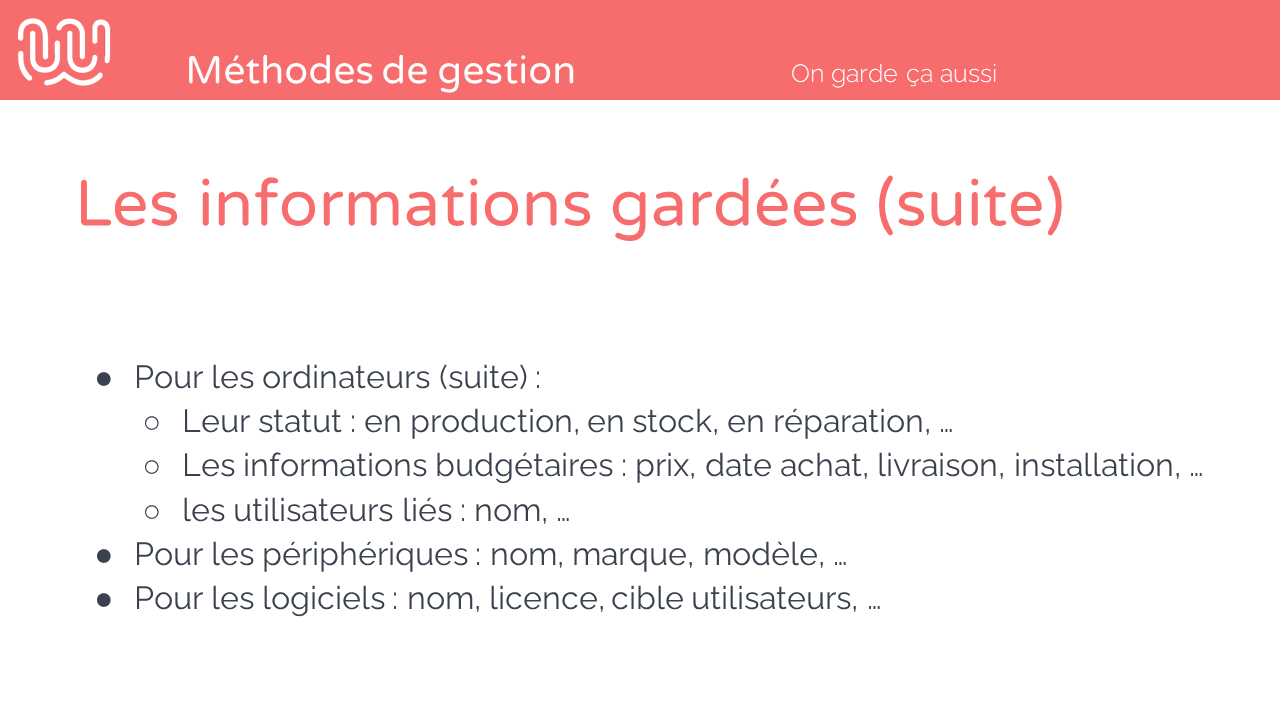 Méthodes de gestion
On garde ça aussi
Les informations gardées (suite)
● Pour les ordinateurs (suite) :
○ Leur statut : en production, en stock, en réparation, …
○ Les informations budgétaires : prix, date achat, livraison, installation, …
○ les utilisateurs liés : nom, …
● Pour les périphériques : nom, marque, modèle, …
● Pour les logiciels : nom, licence, cible utilisateurs, …